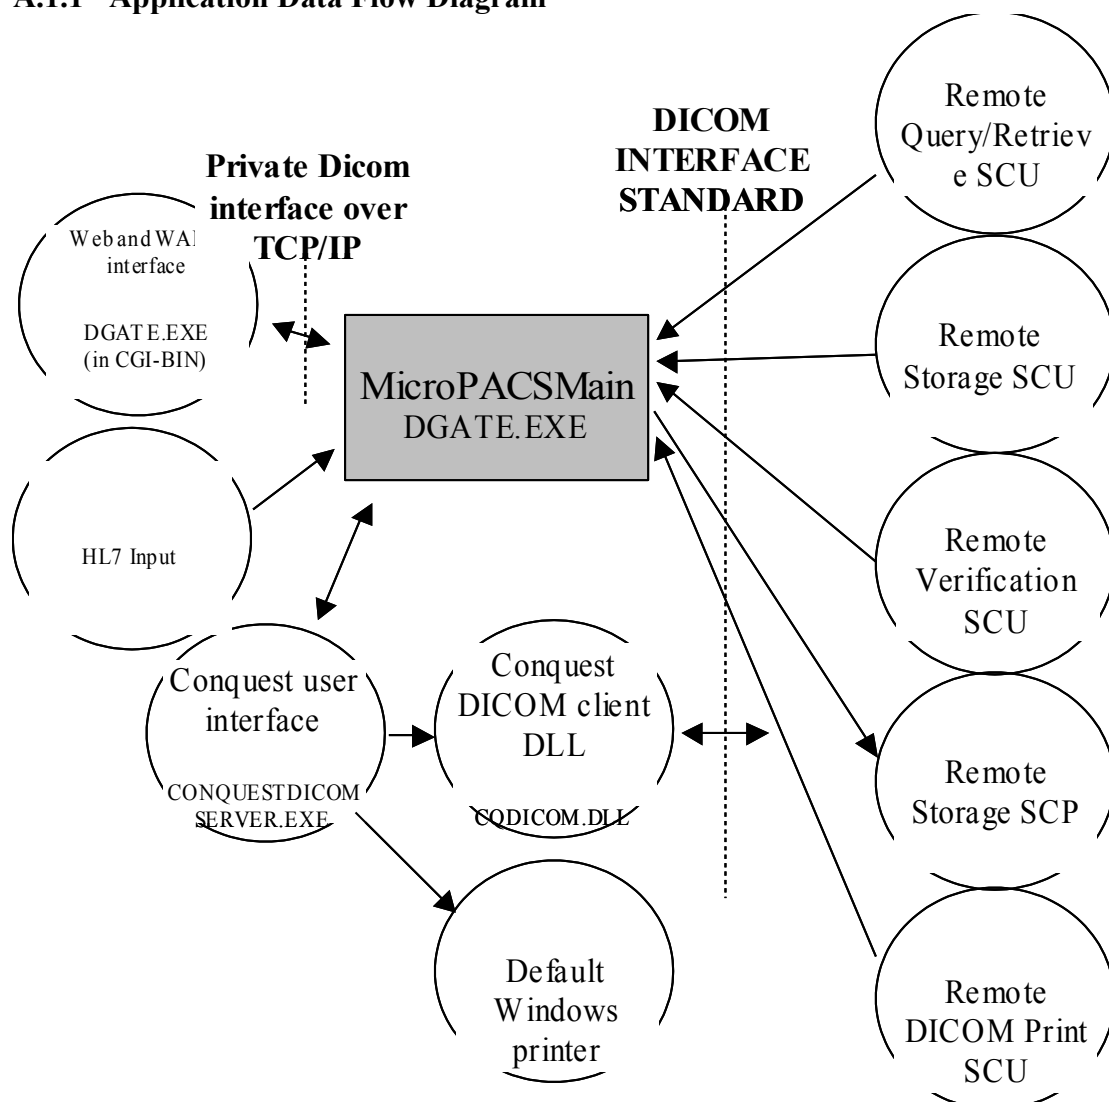 A.1.1 Application Data Flow Diagram
DICOM
INTERFACE
STANDARD
Private Dicom
interface over
TCP/IP
Remote
Query/Retriev
e SCU
Web and WA
interface
DGATE.EXE
(in CGI-BIN)
MicroPACSMain
DGATE.EXE
Remote
Storage SCU
HL7 Input
Remote
Verification
SCU
Conquest user
interface
CONQUESTDICOM
SERVER.EXE
Conquest
DICOM client
DLL
CQDICOM.DLL
Remote
Storage SCP
Default
Windows
printer
Remote
DICOM Print
SCU